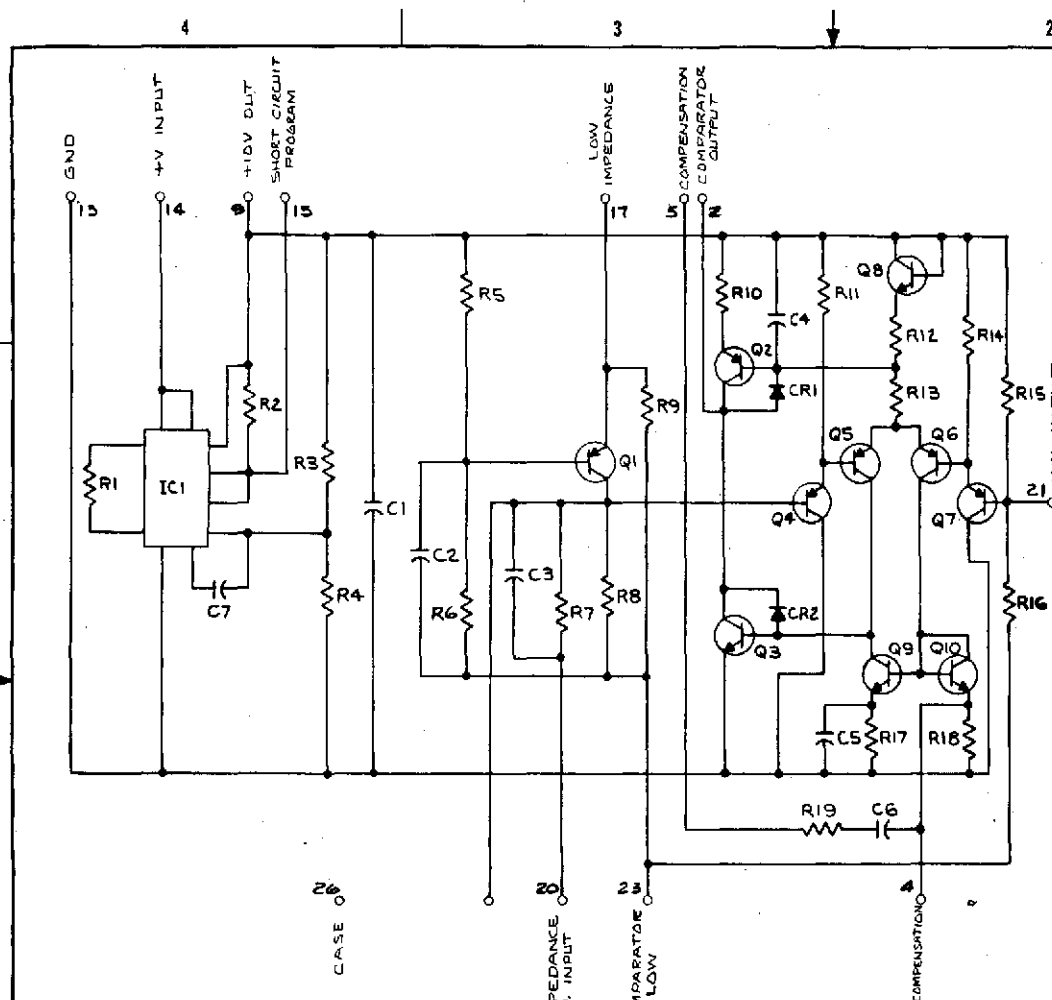 4
3
2
GND
+V INPUT
+10V OUT
SHORT CIRCUIT
PROGRAM
LOW
IMPEDANCE
COMPENSATION
COMPARATOR
OUTPUT
13
14
9
15
17
5
2
R5
R10
C4
R11
Q8
R12
R14
Q2
CR1
R13
R15
R2
R9
R1
IC1
R3
C1
Q1
Q5
Q6
Q4
Q7
21
C2
C3
C7
R4
R6
R7
R8
CR2
R16
Q3
Q9
Q10
C5
R17
R18
R19
C6
26
20
23
4
CASE
PEDANCE
INPUT
MPARATOR
LOW
COMPENSATION